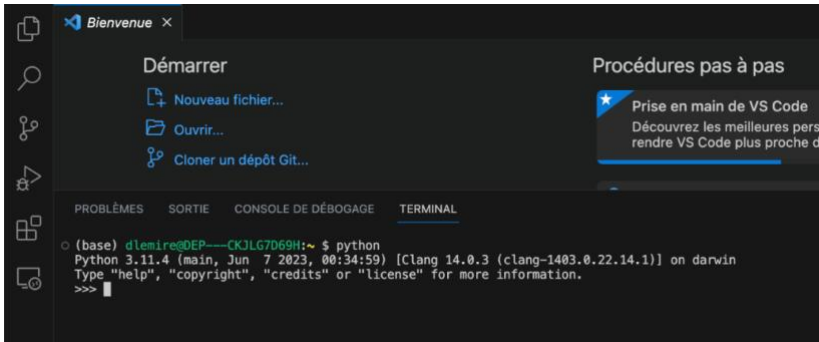 Bienvenue
Démarrer
Nouveau fichier...
Ouvrir...
Cloner un dépôt Git...
Procédures pas à pas
Prise en main de VS Code
Découvrez les meilleures pers
rendre VS Code plus proche d
PROBLÈMES SORTIE CONSOLE DE DÉBOGAGE TERMINAL
(base) dlemire@DEP---CKJLG7D69H:~ $ python
Python 3.11.4 (main, Jun 7 2023, 00:34:59) [Clang 14.0.3 (clang-1403.0.22.14.1)] on darwin
Type "help", "copyright", "credits" or "license" for more information.
>>>